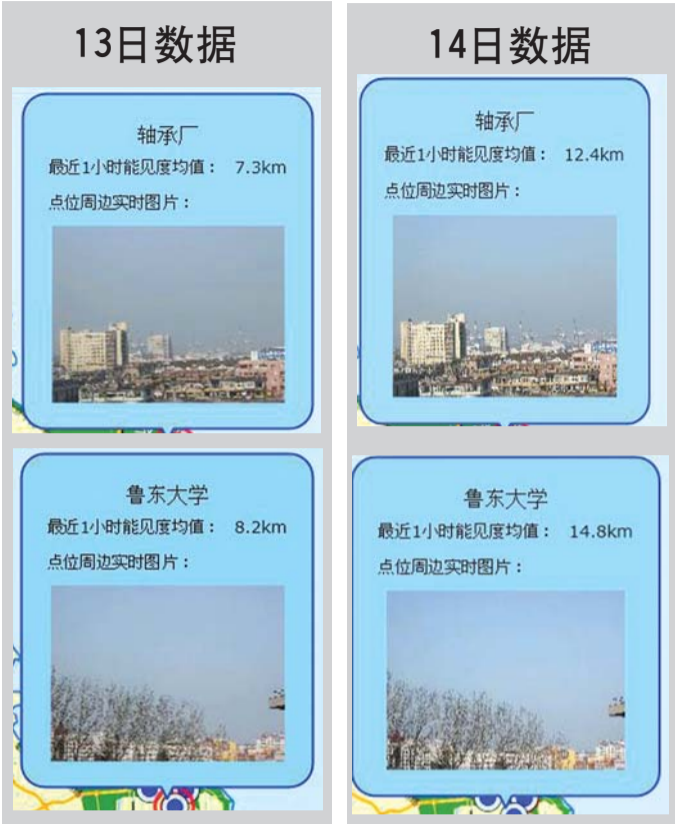 13日数据
轴承厂
最近1小时能见度均值： 7.3km
点位周边实时图片：
鲁东大学
最近1小时能见度均值： 8.2km
点位周边实时图片：
14日数据
轴承厂
最近1小时能见度均值： 12.4km
点位周边实时图片：
鲁东大学
最近1小时能见度均值： 14.8km
点位周边实时图片：